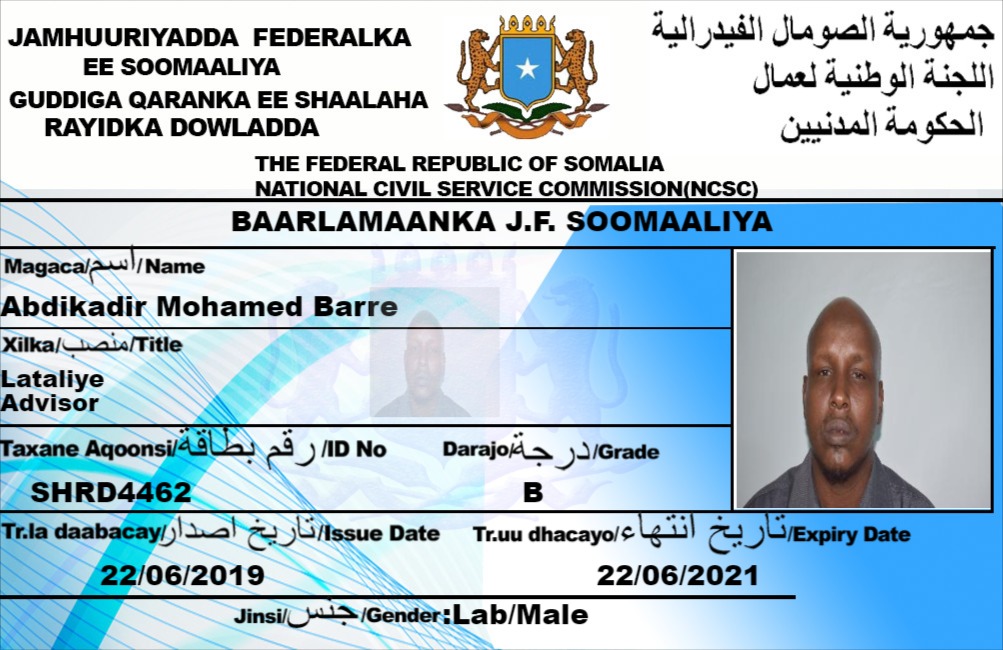 JAMHUURIYADDA FEDERALKA
EE SOOMAALIYA
GUDDIGA QARANKA EE SHAALAHA
RAYIDKA DOWLADDA
جمهورية الصومال الفيدرالية
اللجنة الوطنية لعمال
الحكومة المدنيين
THE FEDERAL REPUBLIC OF SOMALIA
NATIONAL CIVIL SERVICE COMMISSION(NCSC)
BAARLAMAANKA J.F. SOOMAALIYA
Magaca/اسم/Name
Abdikadir Mohamed Barre
Xilka/منصب/Title
Lataliye
Advisor
Taxane Aqoonsi/رقم بطاقة/ID No
Darajo/درجة/Grade
SHRD4462
B
Tr.la daabacay/تاريخ اصدار/Issue Date
Tr.uu dhacayo/تاريخ انتهاء/Expiry Date
22/06/2019
22/06/2021
Jinsi/جنس/Gender:Lab/Male